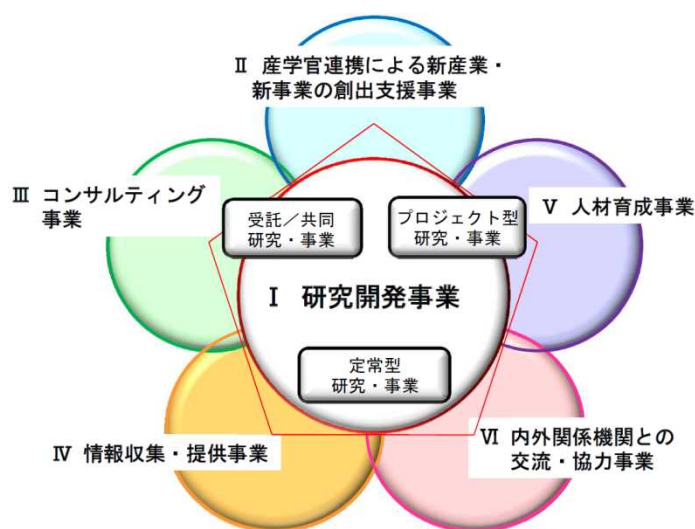 Ⅱ 産学官連携による新産業・
新事業の創出支援事業
Ⅲ コンサルティング
事業
受託／共同
研究・事業
プロジェクト型
研究・事業
Ⅴ 人材育成事業
Ⅰ 研究開発事業
定常型
研究・事業
Ⅳ 情報収集・提供事業
Ⅵ 内外関係機関との
交流・協力事業